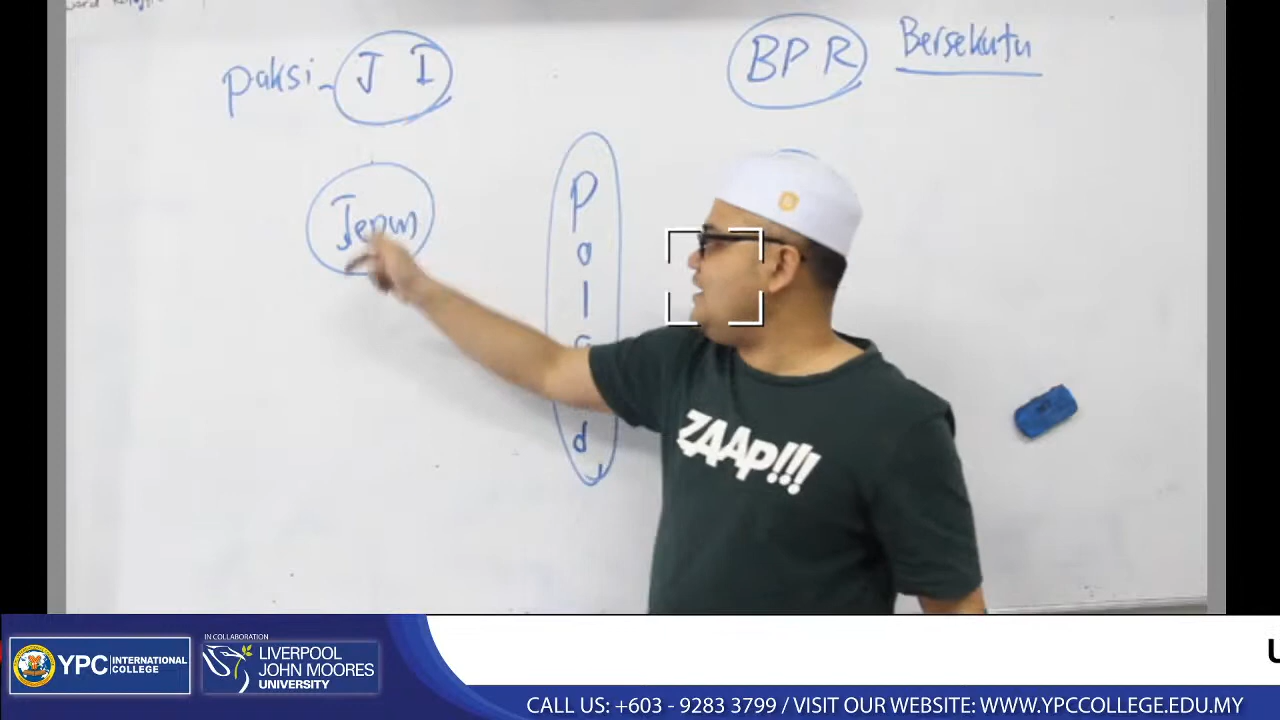 paksi - J I
BPR
Bersekutu
Jepun
Pol
d
ZAAP!!!
YPC INTERNATIONAL COLLEGE
IN COLLABORATION
LIVERPOOL
JOHN MOORES
UNIVERSITY
CALL US: +603 - 9283 3799 / VISIT OUR WEBSITE: WWW.YPCCOLLEGE.EDU.MY